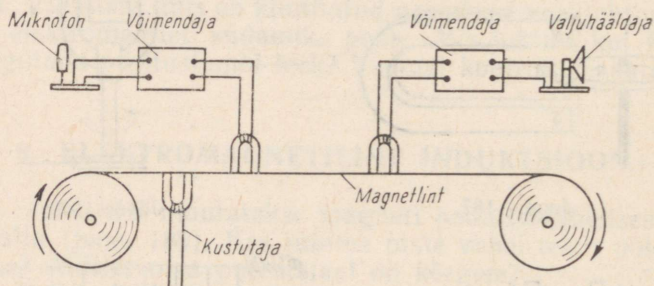 Mikrofon
Võimendaja
Võimendaja
Valjuhääldaja
Magnetlint
Kustutaja